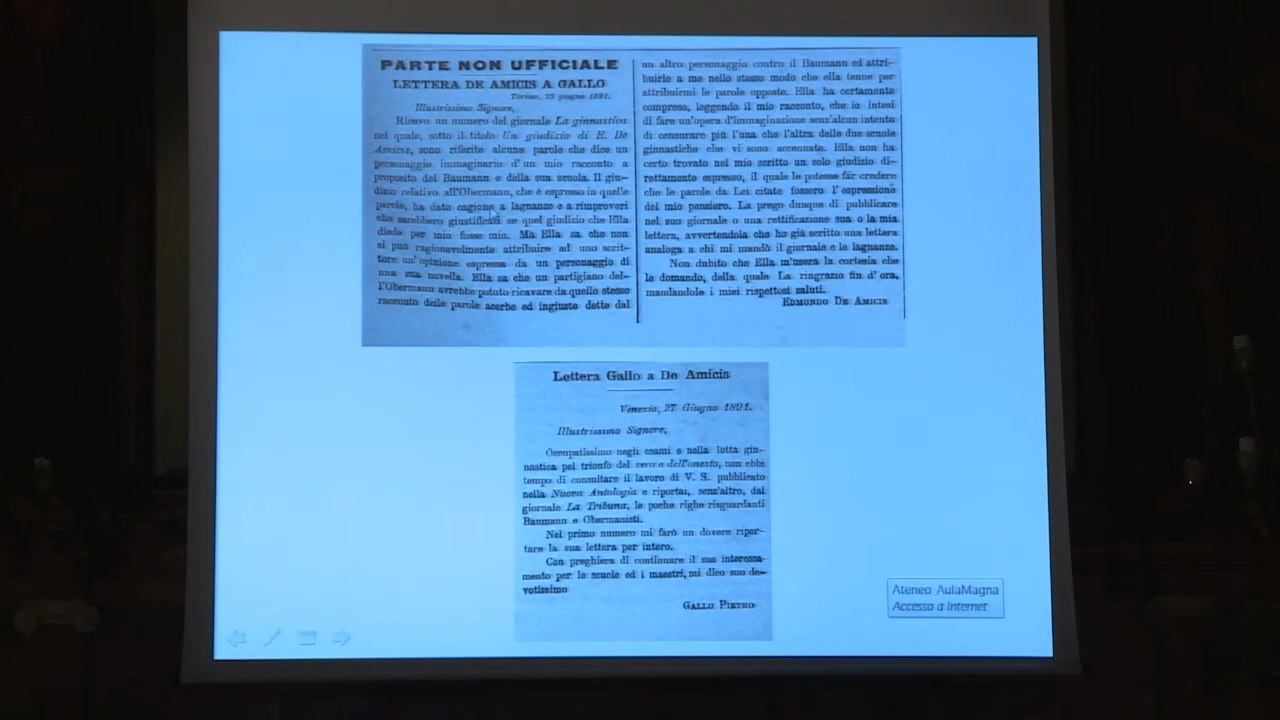 PARTE NON UFFICIALE
LETTERA DE AMICIS A GALLO
Torino, 25 giugno 1891.
Illustrissimo Signore,
Ricevo un numero del giornale La ginnastica
nel quale, sotto il titolo Un giudizio di E. De
Amicis, sono riferite alcune parole che dice un
personaggio immaginario d'un mio racconto a
proposito del Baumann e della sua scuola. Il giu-
dizio relativo all'Obermann, che è espresso in quelle
parole, ha dato cagione a lagnanze e a rimproveri
che sarebbero giustificati se quel giudizio che Ella
diede per mio fosse mio. Ma Ella sa che non
si può ragionevolmente attribuire ad uno scrit-
tore un'opinione espressa da un personaggio di
una sua novella. Ella sa che un partigiano del-
l'Obermann avrebbe potuto ricavare da quello stesso
racconto delle parole acerbe ed ingiuste dette dal
un altro personaggio contro il Baumann ed attri-
buirle a me nello stesso modo che ella tenne per
attribuirmi le parole opposte. Ella ha certamente
compreso, leggendo il mio racconto, che io intesi
di fare un'opera d'immaginazione senz'alcun intento
di censurare più l'una che l'altra delle due scuole
ginnastiche che vi sono accennate. Ella non ha
certo trovato nel mio scritto un solo giudizio di-
rettamente espresso, il quale le potesse far credere
che le parole da Lei citate fossero l'espressione
del mio pensiero. La prego dunque di pubblicare
nel suo giornale o una rettificazione sua o la mia
lettera, avvertendola che ho già scritto una lettera
analoga a chi mi mandò il giornale e le lagnanze.
Non dubito che Ella m'userà la cortesia che
le domando, della quale La ringrazio fin d'ora,
mandandole i miei rispettosi saluti.
EDMONDO DE AMICIS
Lettera Gallo a De Amicis
Venezia, 27 Giugno 1891.
Illustrissimo Signore,
Occupatissimo negli esami e nella lotta gin-
nastica pel trionfo del vero e dell'onesto, non ebbi
tempo di consultare il lavoro di V. S. pubblicato
nella Nuova Antologia e riportai, senz'altro, dal
giornale La Tribuna, le poche righe risguardanti
Baumann e Obermanisti.
Nel primo numero mi farò un dovere ripor-
tare la sua lettera per intero.
Con preghiera di continuare il suo interessa-
mento per le scuole ed i maestri, mi dico suo de-
votissimo
GALLO PIETRO
Ateneo_AulaMagna
Accesso a Internet